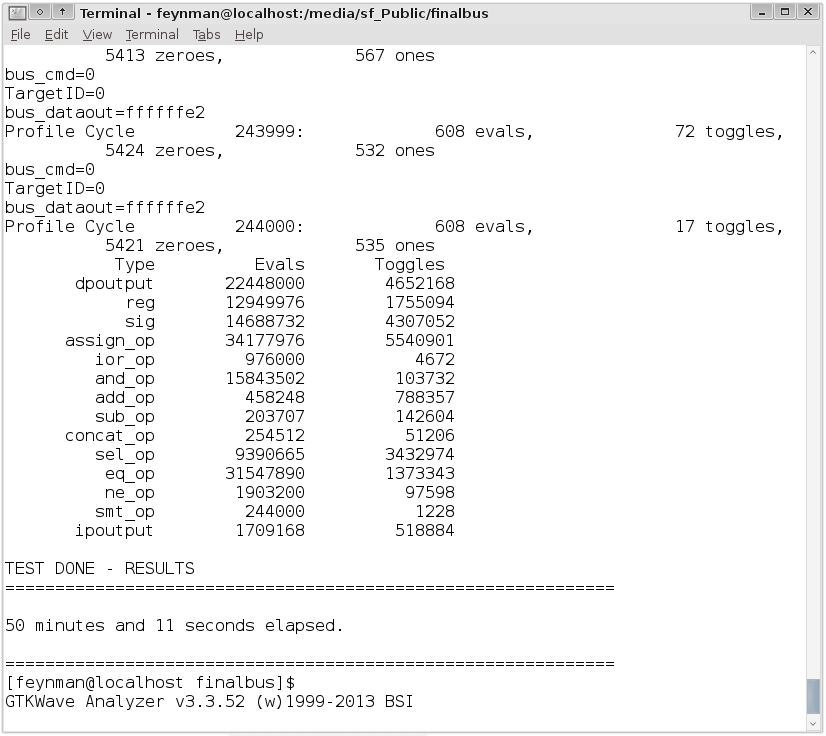 Terminal - feynman@localhost:/media/sf_Public/finalbus
File Edit View Terminal Tabs Help
5413 zeroes, 567 ones
bus_cmd=0
TargetID=0
bus_dataout=ffffffe2
Profile Cycle 243999: 608 evals, 72 toggles,
5424 zeroes, 532 ones
bus_cmd=0
TargetID=0
bus_dataout=ffffffe2
Profile Cycle 244000: 608 evals, 17 toggles,
5421 zeroes, 535 ones
Type Evals Toggles
dpoutput 22448000 4652168
reg 12949976 1755094
sig 14688732 4307052
assign_op 34177976 5540901
ior_op 976000 4672
and_op 15843502 103732
add_op 458248 788357
sub_op 203707 142604
concat_op 254512 51206
sel_op 9390665 3432974
eq_op 31547890 1373343
ne_op 1903200 97598
smt_op 244000 1228
ipoutput 1709168 518884
TEST DONE - RESULTS
=============================================================
50 minutes and 11 seconds elapsed.
=============================================================
[feynman@localhost finalbus]$
GTKWave Analyzer v3.3.52 (w)1999-2013 BSI